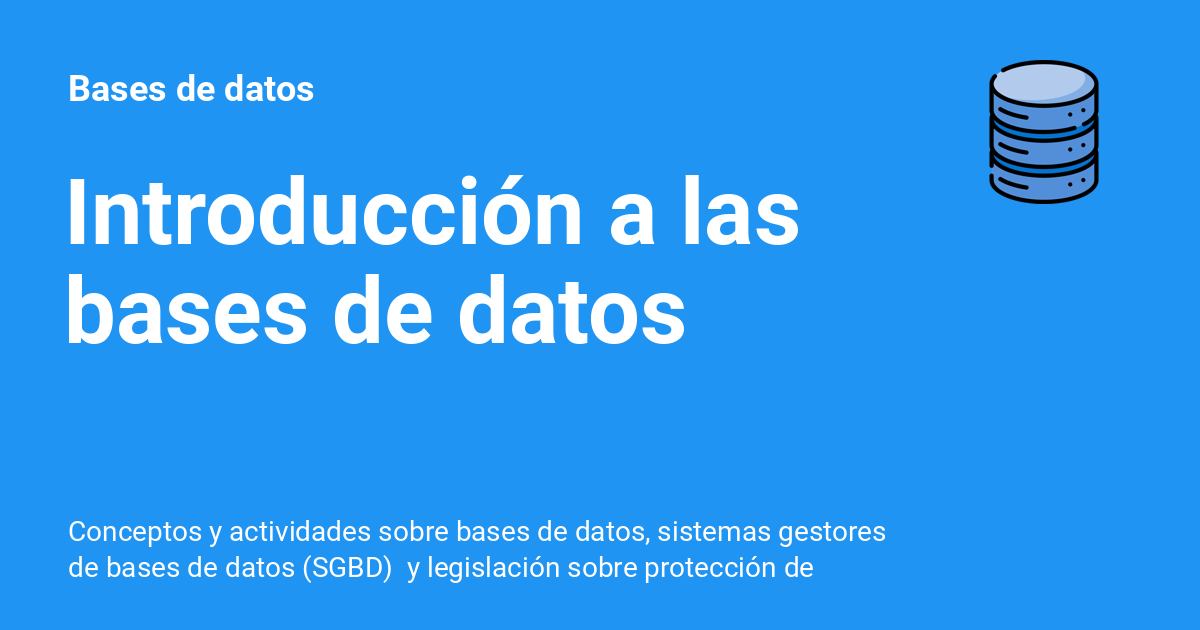 Bases de datos
Introducción a las
bases de datos
Conceptos y actividades sobre bases de datos, sistemas gestores
de bases de datos (SGBD)  y legislación sobre protección de